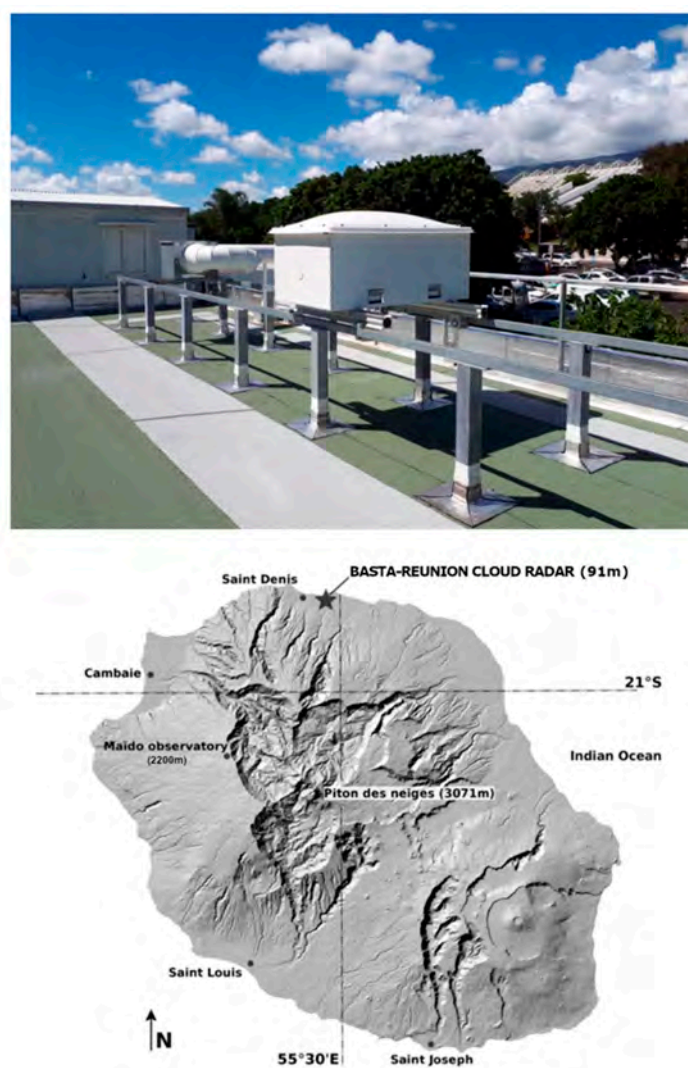 BASTA-REUNION CLOUD RADAR (91m)
Saint Denis
Cambaie
21°S
Maïdo observatory
(2200m)
Indian Ocean
Piton des neiges (3071m)
Saint Louis
N
55°30'E
Saint Joseph